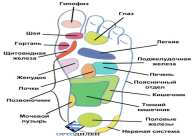 Гипофиз
Глаз
Шея
Гортань
Щитовидная
железа
Легкие
Поджелудочная
железа
Желудок
Печень
Почки
Поясничный
отдел
Кишечник
Позвоночник
Тонкий
кишечник
Мочевой
пузырь
Половые
железы
Нервная система